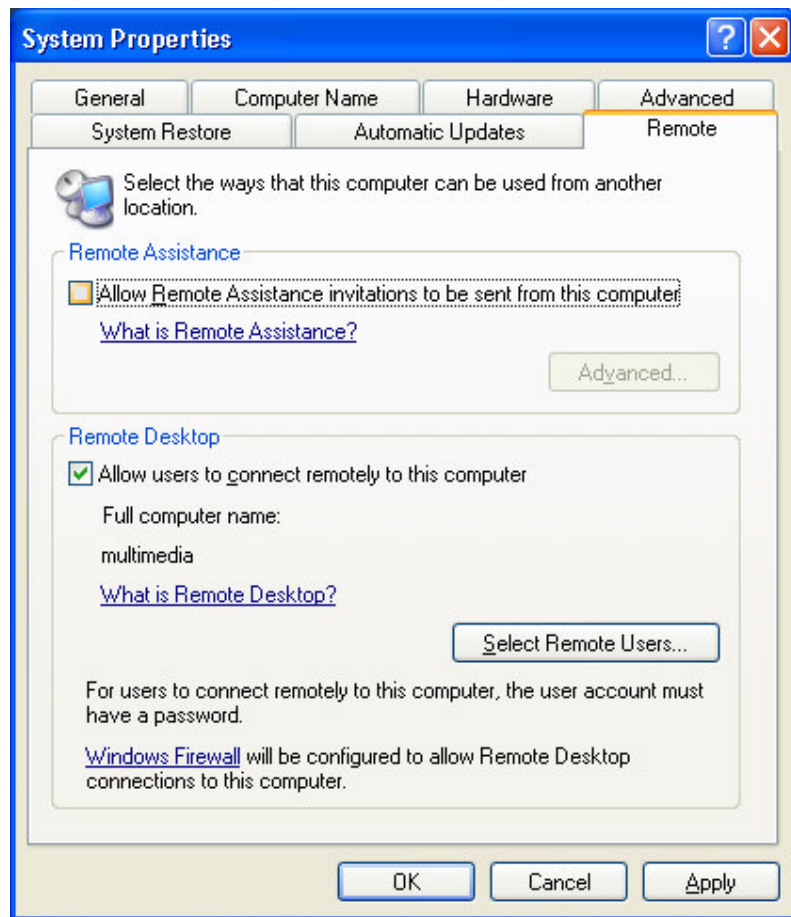 System Properties
General
Computer Name
Hardware
Advanced
System Restore
Automatic Updates
Remote
Select the ways that this computer can be used from another
location.
Remote Assistance
Allow Remote Assistance invitations to be sent from this computer
What is Remote Assistance?
Advanced...
Remote Desktop
Allow users to connect remotely to this computer
Full computer name:
multimedia
What is Remote Desktop?
Select Remote Users...
For users to connect remotely to this computer, the user account must
have a password.
Windows Firewall will be configured to allow Remote Desktop
connections to this computer.
OK
Cancel
Apply